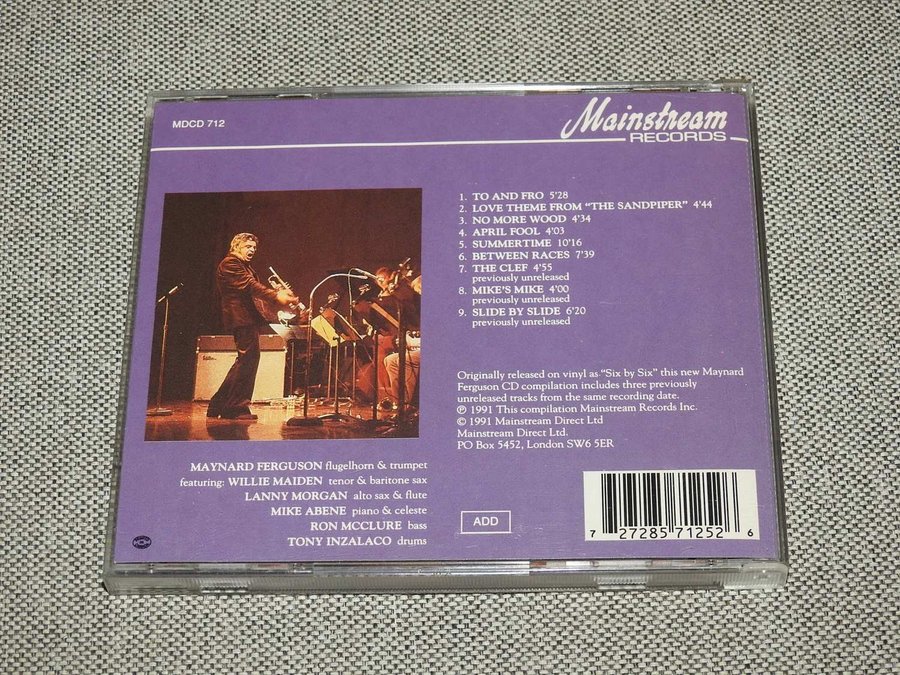 MDCD 712
Mainstream
RECORDS
1. TO AND FRO 5'28
2. LOVE THEME FROM “THE SANDPIPER” 4'44
3. NO MORE WOOD 4'34
4. APRIL FOOL 4'03
5. SUMMERTIME 10'16
6. BETWEEN RACES 7'39
7. THE CLEF 4'55
previously unreleased
8. MIKE'S MIKE 4'00
previously unreleased
9. SLIDE BY SLIDE 6'20
previously unreleased
Originally released on vinyl as “Six by Six” this new Maynard
Ferguson CD compilation includes three previously
unreleased tracks from the same recording date.
℗ 1991 This compilation Mainstream Records Inc.
© 1991 Mainstream Direct Ltd
Mainstream Direct Ltd.
PO Box 5452, London SW6 5ER
MAYNARD FERGUSON flugelhorn & trumpet
featuring: WILLIE MAIDEN tenor & baritone sax
LANNY MORGAN alto sax & flute
MIKE ABENE piano & celeste
RON MCCLURE bass
TONY INZALACO drums
ADD
7 27285 71252 6